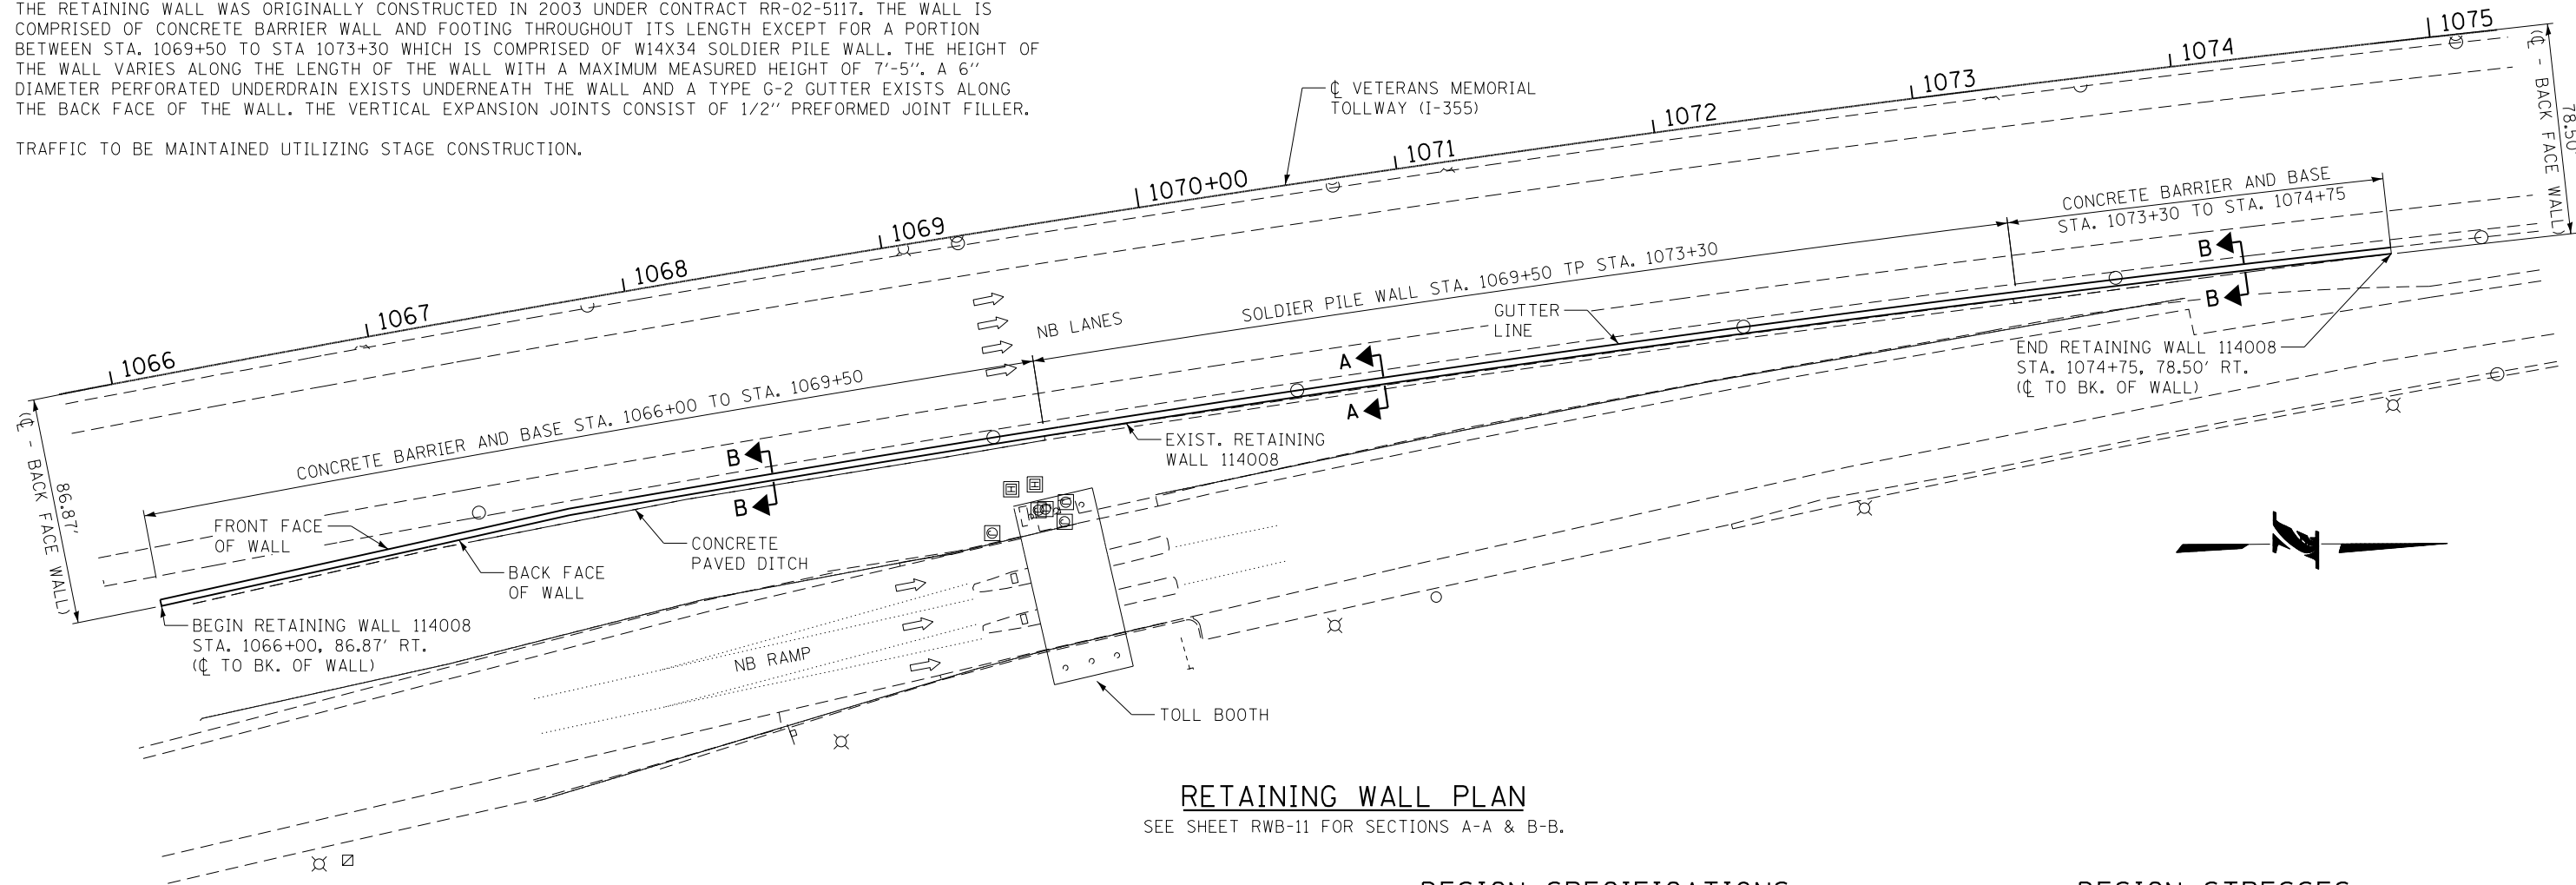 THE RETAINING WALL WAS ORIGINALLY CONSTRUCTED IN 2003 UNDER CONTRACT RR-02-5117. THE WALL IS
COMPRISED OF CONCRETE BARRIER WALL AND FOOTING THROUGHOUT ITS LENGTH EXCEPT FOR A PORTION
BETWEEN STA. 1069+50 TO STA 1073+30 WHICH IS COMPRISED OF W14X34 SOLDIER PILE WALL. THE HEIGHT OF
THE WALL VARIES ALONG THE LENGTH OF THE WALL WITH A MAXIMUM MEASURED HEIGHT OF 7'-5". A 6"
DIAMETER PERFORATED UNDERDRAIN EXISTS UNDERNEATH THE WALL AND A TYPE G-2 GUTTER EXISTS ALONG
THE BACK FACE OF THE WALL. THE VERTICAL EXPANSION JOINTS CONSIST OF 1/2" PREFORMED JOINT FILLER.
TRAFFIC TO BE MAINTAINED UTILIZING STAGE CONSTRUCTION.
℄ VETERANS MEMORIAL
TOLLWAY (I-355)
1066
1067
1068
1069
1070+00
1071
1072
1073
1074
1075
(℄ - BACK FACE WALL)
78.50'
CONCRETE BARRIER AND BASE
STA. 1073+30 TO STA. 1074+75
SOLDIER PILE WALL STA. 1069+50 TP STA. 1073+30
NB LANES
GUTTER
LINE
B
B
A
A
CONCRETE BARRIER AND BASE STA. 1066+00 TO STA. 1069+50
B
B
END RETAINING WALL 114008
STA. 1074+75, 78.50' RT.
(℄ TO BK. OF WALL)
EXIST. RETAINING
WALL 114008
(℄ - BACK FACE WALL)
86.87'
FRONT FACE
OF WALL
BACK FACE
OF WALL
CONCRETE
PAVED DITCH
BEGIN RETAINING WALL 114008
STA. 1066+00, 86.87' RT.
(℄ TO BK. OF WALL)
NB RAMP
TOLL BOOTH
RETAINING WALL PLAN
SEE SHEET RWB-11 FOR SECTIONS A-A & B-B.
DESIGN SPECIFICATIONS
DESIGN STRESSES